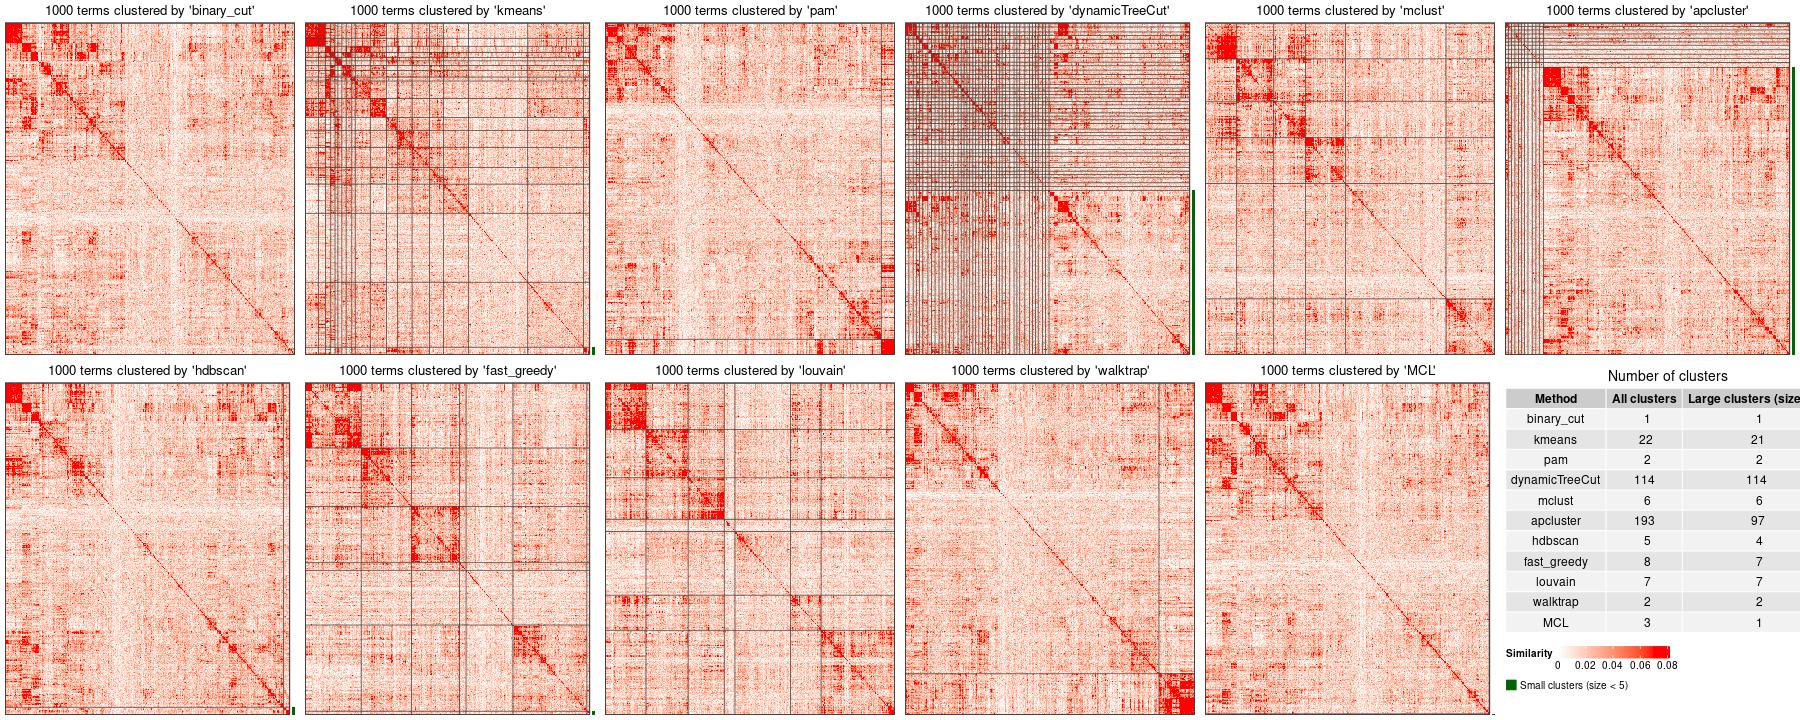 1000 terms clustered by 'binary_cut'
1000 terms clustered by 'kmeans'
1000 terms clustered by 'pam'
1000 terms clustered by 'dynamicTreeCut'
1000 terms clustered by 'mclust'
1000 terms clustered by 'apcluster'
1000 terms clustered by 'hdbscan'
1000 terms clustered by 'fast_greedy'
1000 terms clustered by 'louvain'
1000 terms clustered by 'walktrap'
1000 terms clustered by 'MCL'
Number of clusters
Method All clusters Large clusters (size
binary_cut 1 1
kmeans 22 21
pam 2 2
dynamicTreeCut 114 114
mclust 6 6
apcluster 193 97
hdbscan 5 4
fast_greedy 8 7
louvain 7 7
walktrap 2 2
MCL 3 1
Similarity
0 0.02 0.04 0.06 0.08
Small clusters (size < 5)